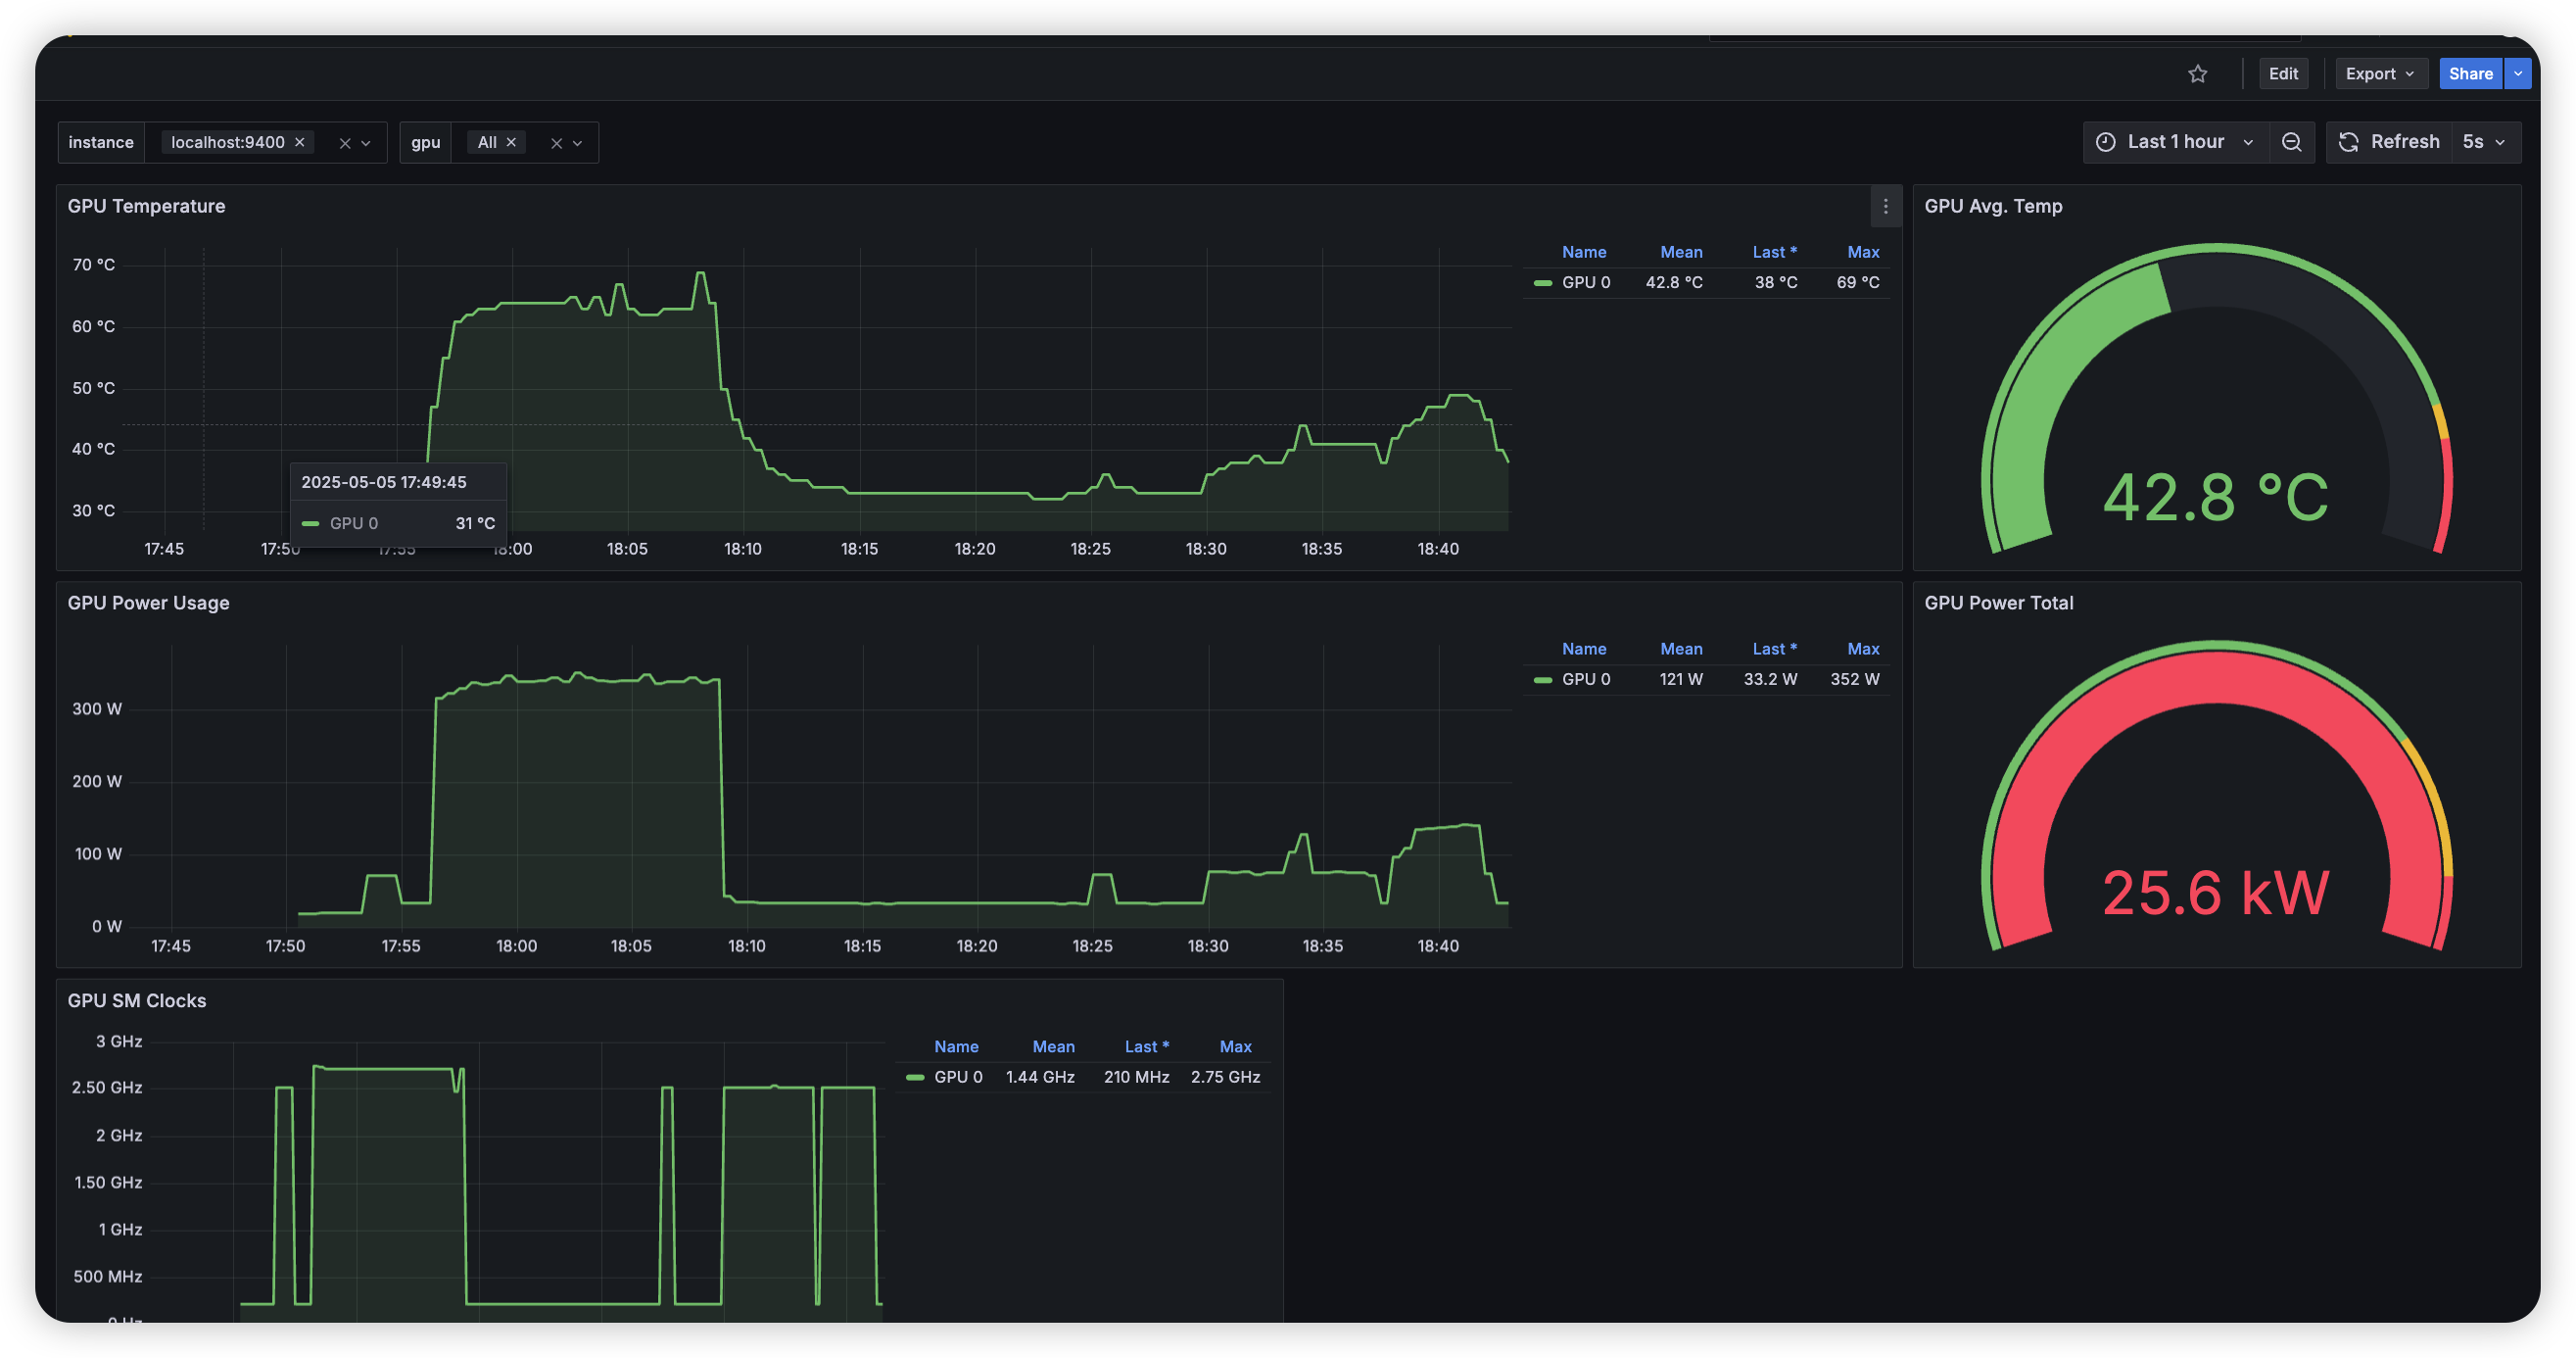 Edit Export Share
instance localhost:9400 gpu All Last 1 hour Refresh 5s
GPU Temperature
70 °C
60 °C
50 °C
40 °C
30 °C
2025-05-05 17:49:45
GPU 0 31 °C
17:45 17:50 17:55 18:00 18:05 18:10 18:15 18:20 18:25 18:30 18:35 18:40
Name Mean Last * Max
GPU 0 42.8 °C 38 °C 69 °C
GPU Avg. Temp
42.8 °C
GPU Power Usage
300 W
200 W
100 W
0 W
17:45 17:50 17:55 18:00 18:05 18:10 18:15 18:20 18:25 18:30 18:35 18:40
Name Mean Last * Max
GPU 0 121 W 33.2 W 352 W
GPU Power Total
25.6 kW
GPU SM Clocks
3 GHz
2.50 GHz
2 GHz
1.50 GHz
1 GHz
500 MHz
0 Hz
Name Mean Last * Max
GPU 0 1.44 GHz 210 MHz 2.75 GHz